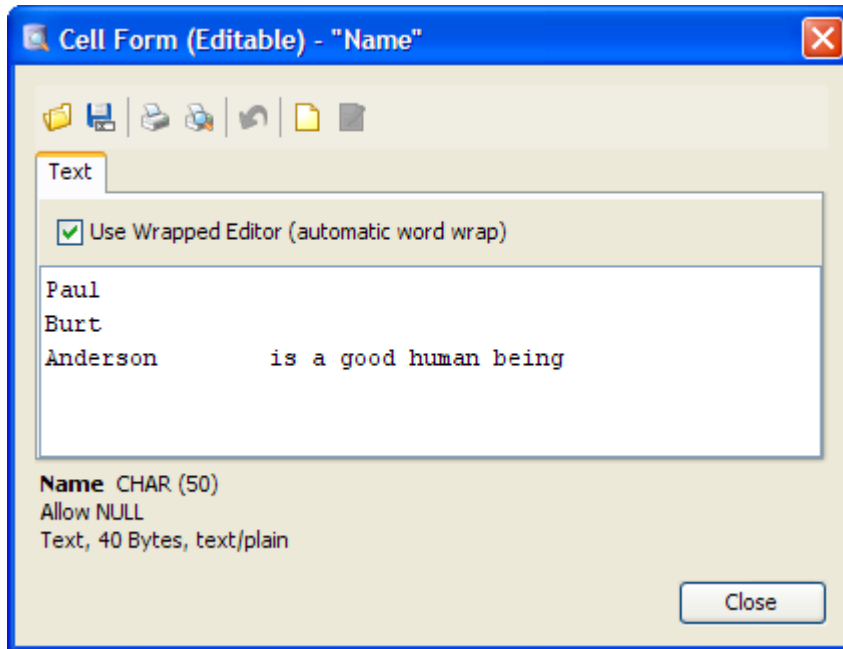 Cell Form (Editable) - "Name"
Text
Use Wrapped Editor (automatic word wrap)
Paul
Burt
Anderson        is a good human being
Name CHAR (50)
Allow NULL
Text, 40 Bytes, text/plain
Close